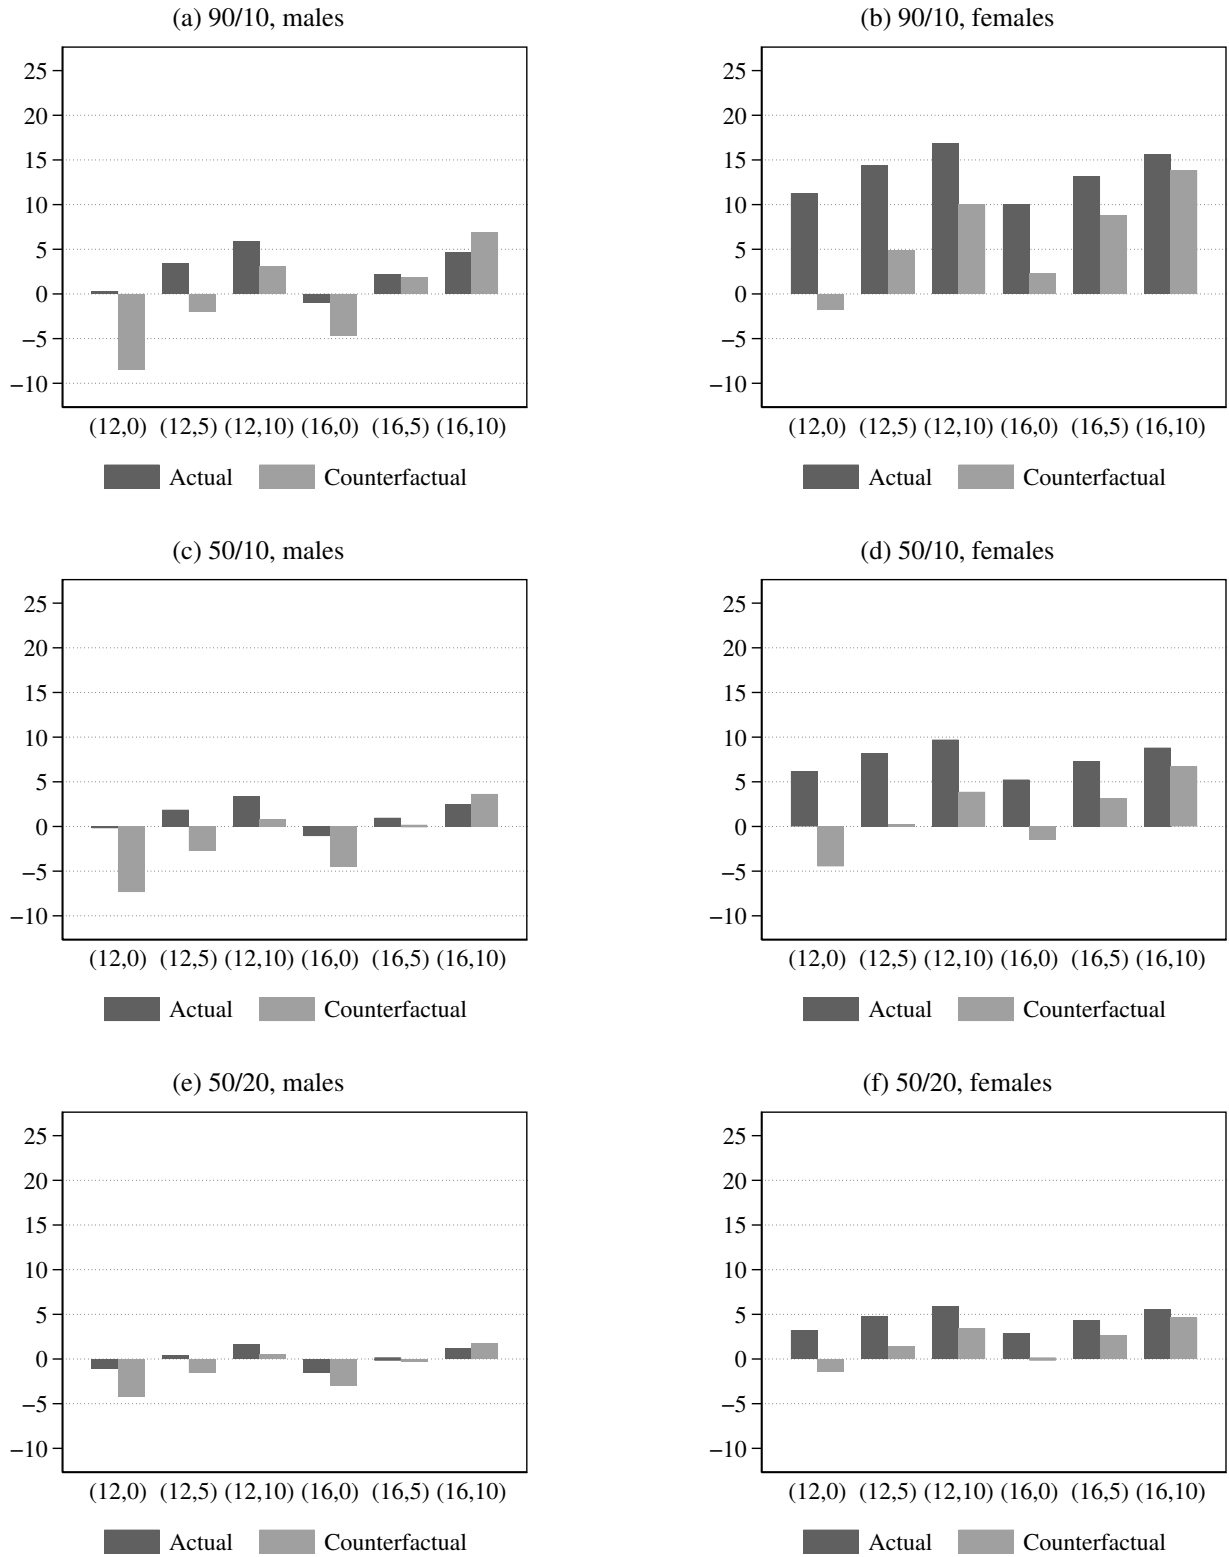 (a) 90/10, males
25
20
15
10
5
0
−5
−10
(12,0) (12,5) (12,10) (16,0) (16,5) (16,10)
Actual Counterfactual
(b) 90/10, females
25
20
15
10
5
0
−5
−10
(12,0) (12,5) (12,10) (16,0) (16,5) (16,10)
Actual Counterfactual
(c) 50/10, males
25
20
15
10
5
0
−5
−10
(12,0) (12,5) (12,10) (16,0) (16,5) (16,10)
Actual Counterfactual
(d) 50/10, females
25
20
15
10
5
0
−5
−10
(12,0) (12,5) (12,10) (16,0) (16,5) (16,10)
Actual Counterfactual
(e) 50/20, males
25
20
15
10
5
0
−5
−10
(12,0) (12,5) (12,10) (16,0) (16,5) (16,10)
Actual Counterfactual
(f) 50/20, females
25
20
15
10
5
0
−5
−10
(12,0) (12,5) (12,10) (16,0) (16,5) (16,10)
Actual Counterfactual